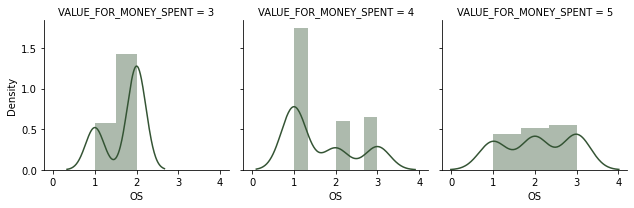 VALUE_FOR_MONEY_SPENT = 3
VALUE_FOR_MONEY_SPENT = 4
VALUE_FOR_MONEY_SPENT = 5
Density
1.5
1.0
0.5
0.0
0 1 2 3 4
0 1 2 3 4
0 1 2 3 4
OS
OS
OS